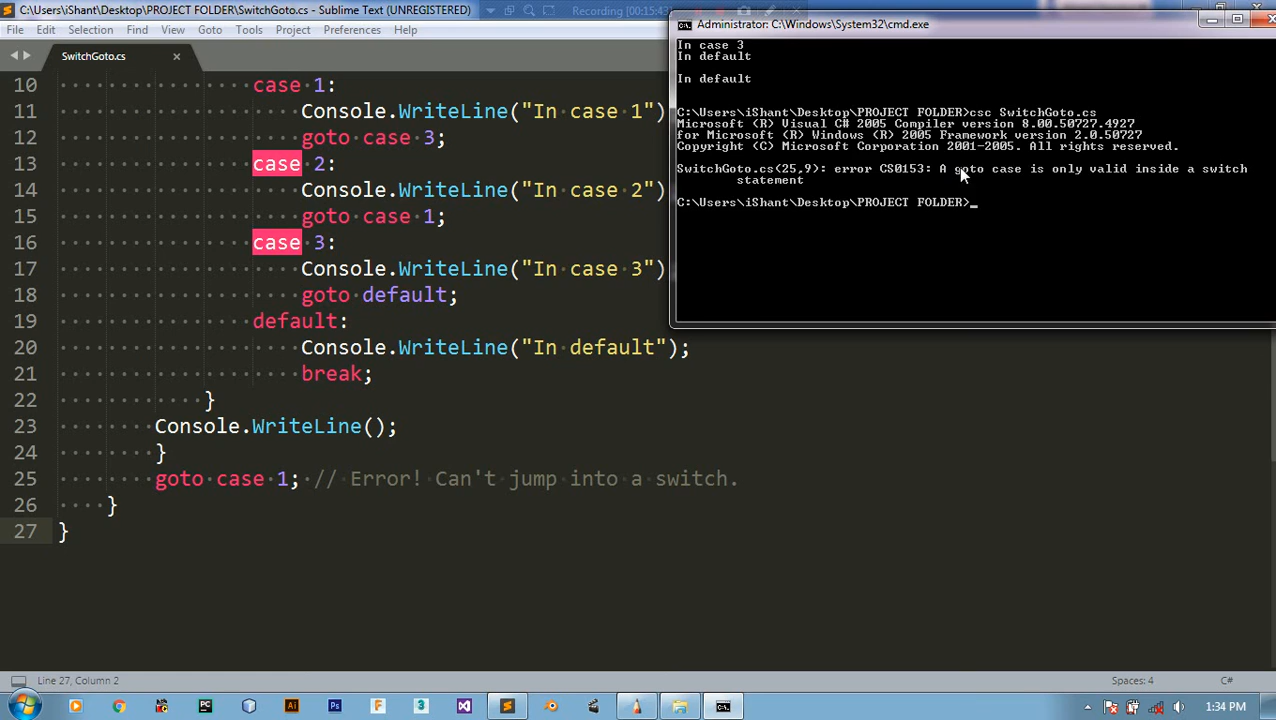 C:\Users\iShant\Desktop\PROJECT FOLDER\SwitchGoto.cs - Sublime Text (UNREGISTERED)
Recording [00:15:43]
File Edit Selection Find View Goto Tools Project Preferences Help
SwitchGoto.cs
10 case 1:
11 Console.WriteLine("In case 1")
12 goto case 3;
13 case 2:
14 Console.WriteLine("In case 2")
15 goto case 1;
16 case 3:
17 Console.WriteLine("In case 3")
18 goto default;
19 default:
20 Console.WriteLine("In default");
21 break;
22 }
23 Console.WriteLine();
24 }
25 goto case 1; // Error! Can't jump into a switch.
26 }
27 }
Administrator: C:\Windows\System32\cmd.exe
In case 3
In default
In default
C:\Users\iShant\Desktop\PROJECT FOLDER>csc SwitchGoto.cs
Microsoft (R) Visual C# 2005 Compiler version 8.00.50727.4927
for Microsoft (R) Windows (R) 2005 Framework version 2.0.50727
Copyright (C) Microsoft Corporation 2001-2005. All rights reserved.
SwitchGoto.cs(25,9): error CS0153: A goto case is only valid inside a switch
statement
C:\Users\iShant\Desktop\PROJECT FOLDER>_
Line 27, Column 2
Spaces: 4
C#
1:34 PM